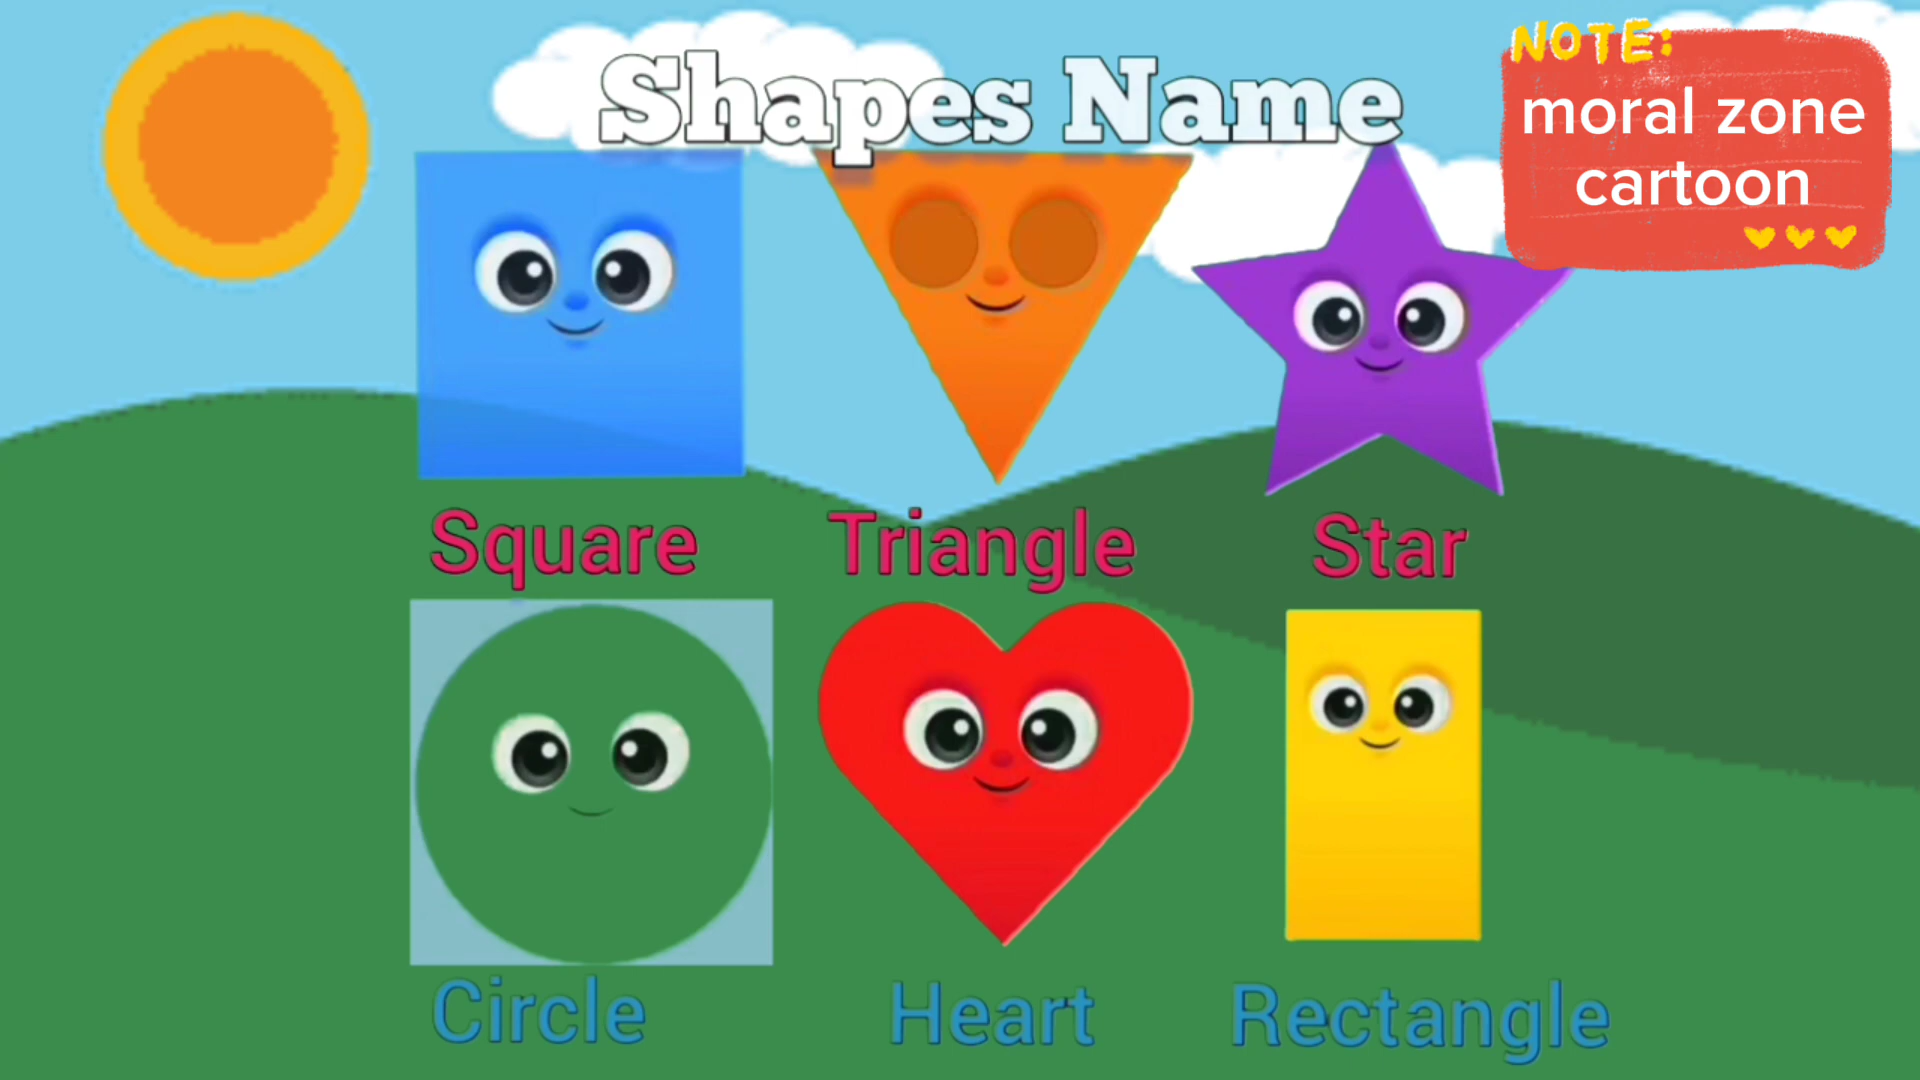 Shapes Name
NOTE:
moral zone
cartoon
Square Triangle Star
Circle Heart Rectangle